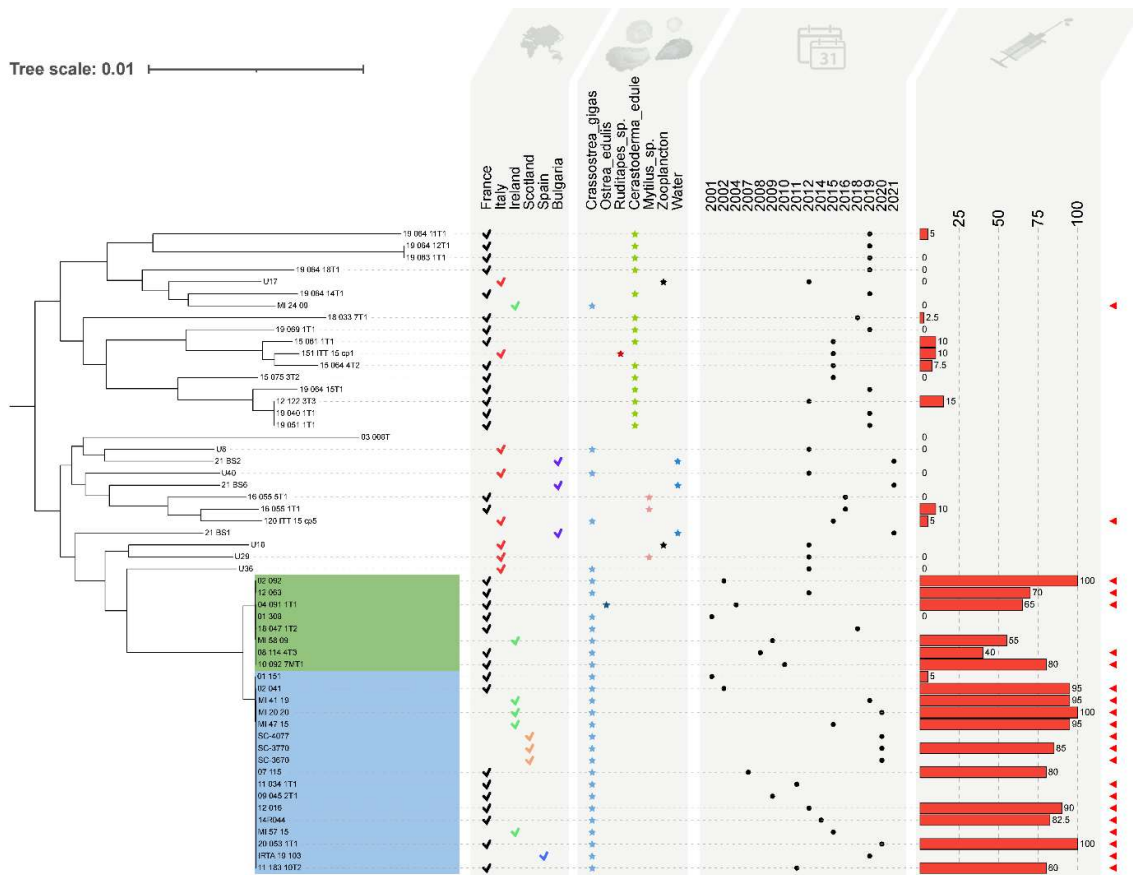 31
Tree scale: 0.01
France
Italy
Ireland
Scotland
Spain
Bulgaria
Crassostrea_gigas
Ostrea_edulis
Ruditapes_sp.
Cerastoderma_edule
Mytilus_sp.
Zooplancton
Water
2001
2002
2004
2007
2008
2009
2010
2011
2012
2014
2015
2016
2018
2019
2020
2021
25
50
75
100
19 064 11T1 5
19 064 12T1 0
19 063 1T1 0
19 064 18T1 0
U17 0
19 064 14T1 0
MI 24 09 0
18 033 7T1 2.5
19 069 1T1 0
15 061 1T1 10
151 ITT 15 cp1 10
15 064 4T2 7.5
15 075 3T2 0
19 064 15T1
12 122 3T3 15
19 040 1T1
19 051 1T1
03 008T 0
U8 0
21 BS2
U40 0
21 BS6
16 055 5T1 0
16 055 1T1 10
120 ITT 15 cp5 5
21 BS1
U18
U29 0
U36 0
02 092 100
12 063 70
04 091 1T1 65
01 308 0
18 047 1T2
MI 58 09 55
08 114 4T3 40
10 092 7MT1 80
01 151 5
02 041 95
MI 41 19 95
MI 20 20 100
MI 47 15 95
SC-4077
SC-3770 85
SC-3670
07 115 80
11 034 1T1
09 045 2T1
12 016 90
14R044 82.5
MI 57 15
20 053 1T1 100
IRTA 19 103
11 183 10T2 80